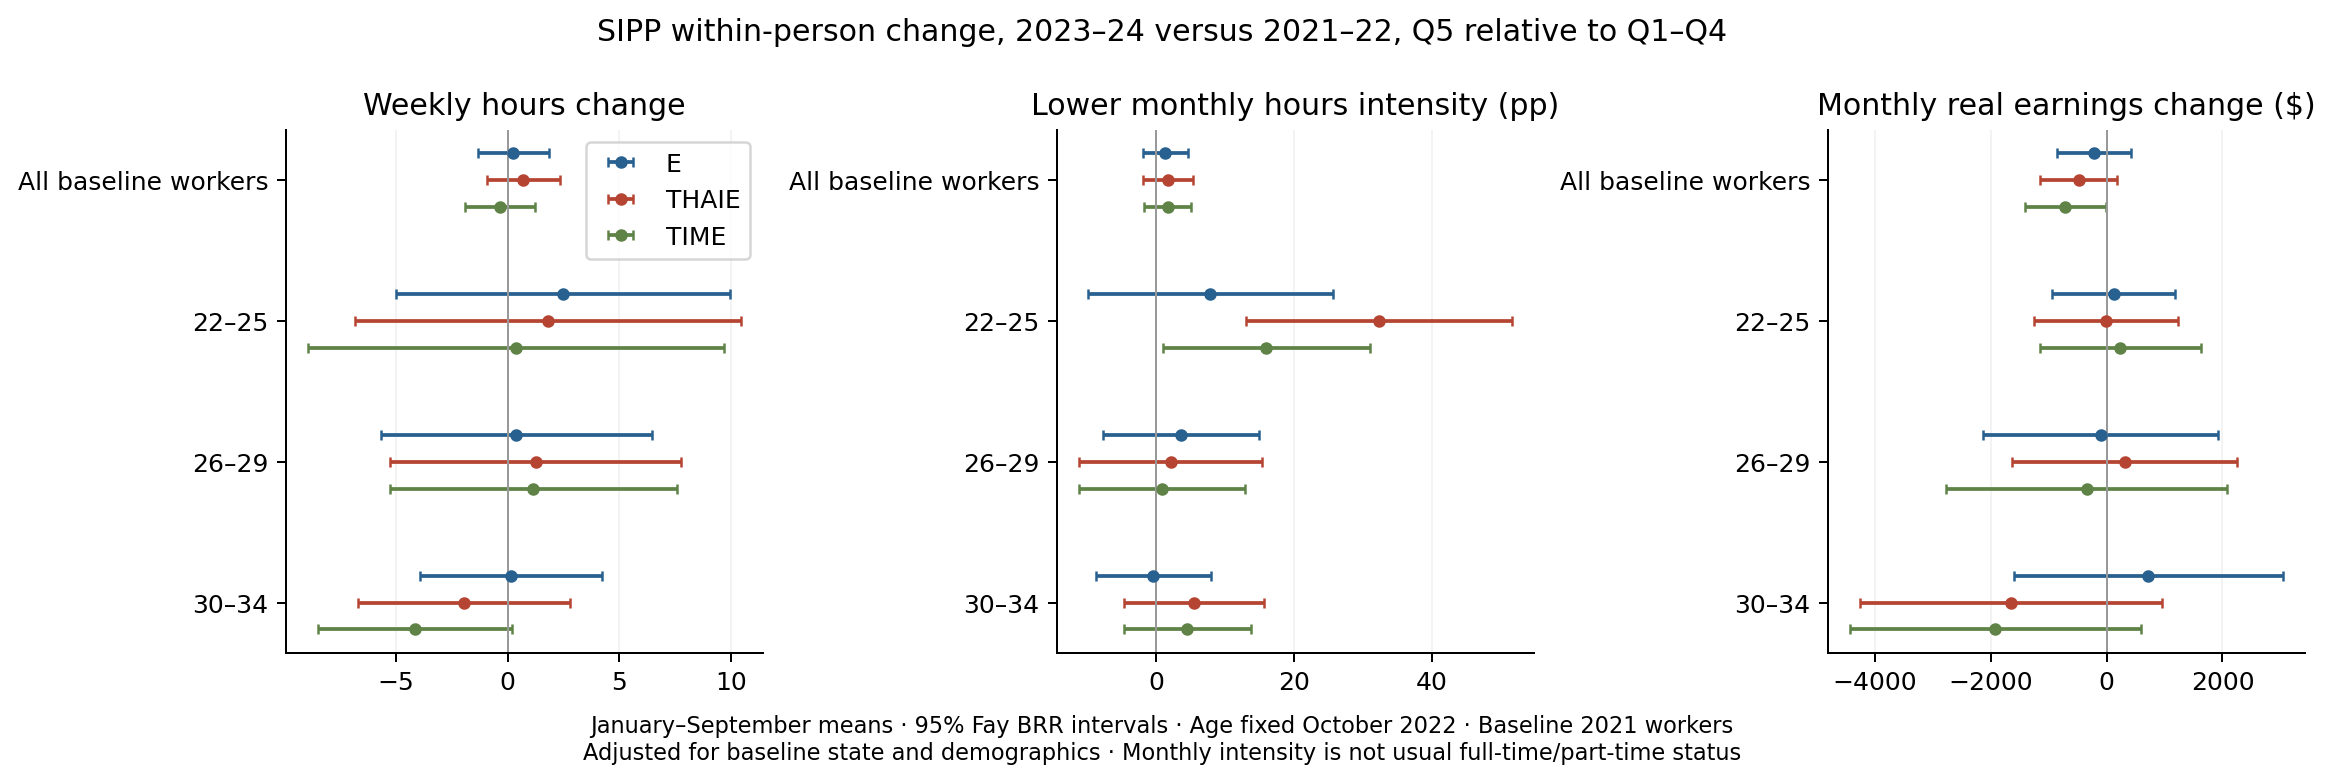 SIPP within-person change, 2023–24 versus 2021–22, Q5 relative to Q1–Q4
Weekly hours change
E
THAIE
TIME
All baseline workers
22–25
26–29
30–34
−5 0 5 10
Lower monthly hours intensity (pp)
All baseline workers
22–25
26–29
30–34
0 20 40
Monthly real earnings change ($)
All baseline workers
22–25
26–29
30–34
−4000 −2000 0 2000
January–September means · 95% Fay BRR intervals · Age fixed October 2022 · Baseline 2021 workers
Adjusted for baseline state and demographics · Monthly intensity is not usual full-time/part-time status